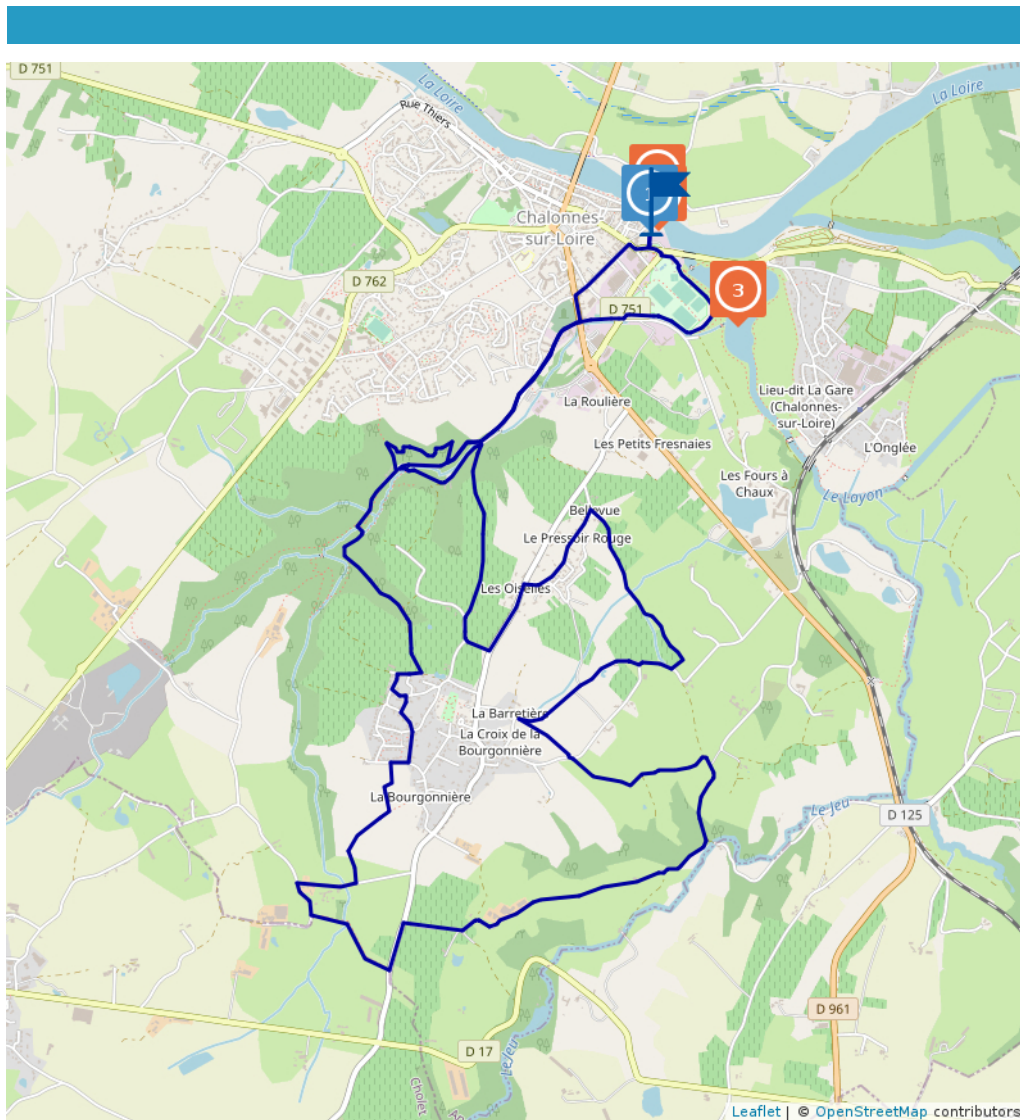 D 751
La Loire
La Loire
Rue Thiers
Chalonnes-
sur-Loire
D 762
3
D 751
Lieu-dit La Gare
(Chalonnes-
sur-Loire)
La Roulière
Les Petits Fresnaies
L'Onglée
Les Fours à
Chaux
Le Layon
Bellevue
Le Pressoir Rouge
Les Oiselles
La Barretière
La Croix de la
Bourgonnière
La Bourgonnière
Le Jeu
D 125
D 961
D 17
Le Jeu
Cholet
Leaflet | © OpenStreetMap contributors